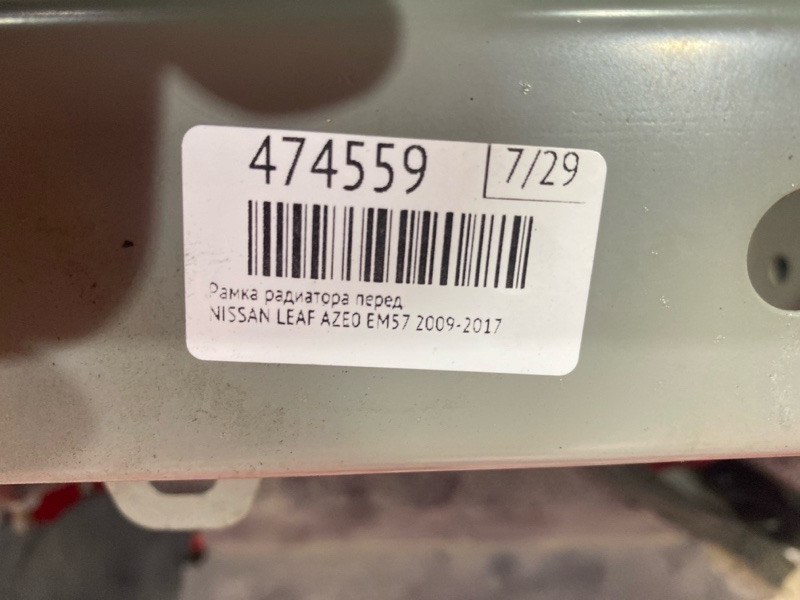 474559 7/29
Рамка радиатора перед
NISSAN LEAF AZE0 EM57 2009-2017